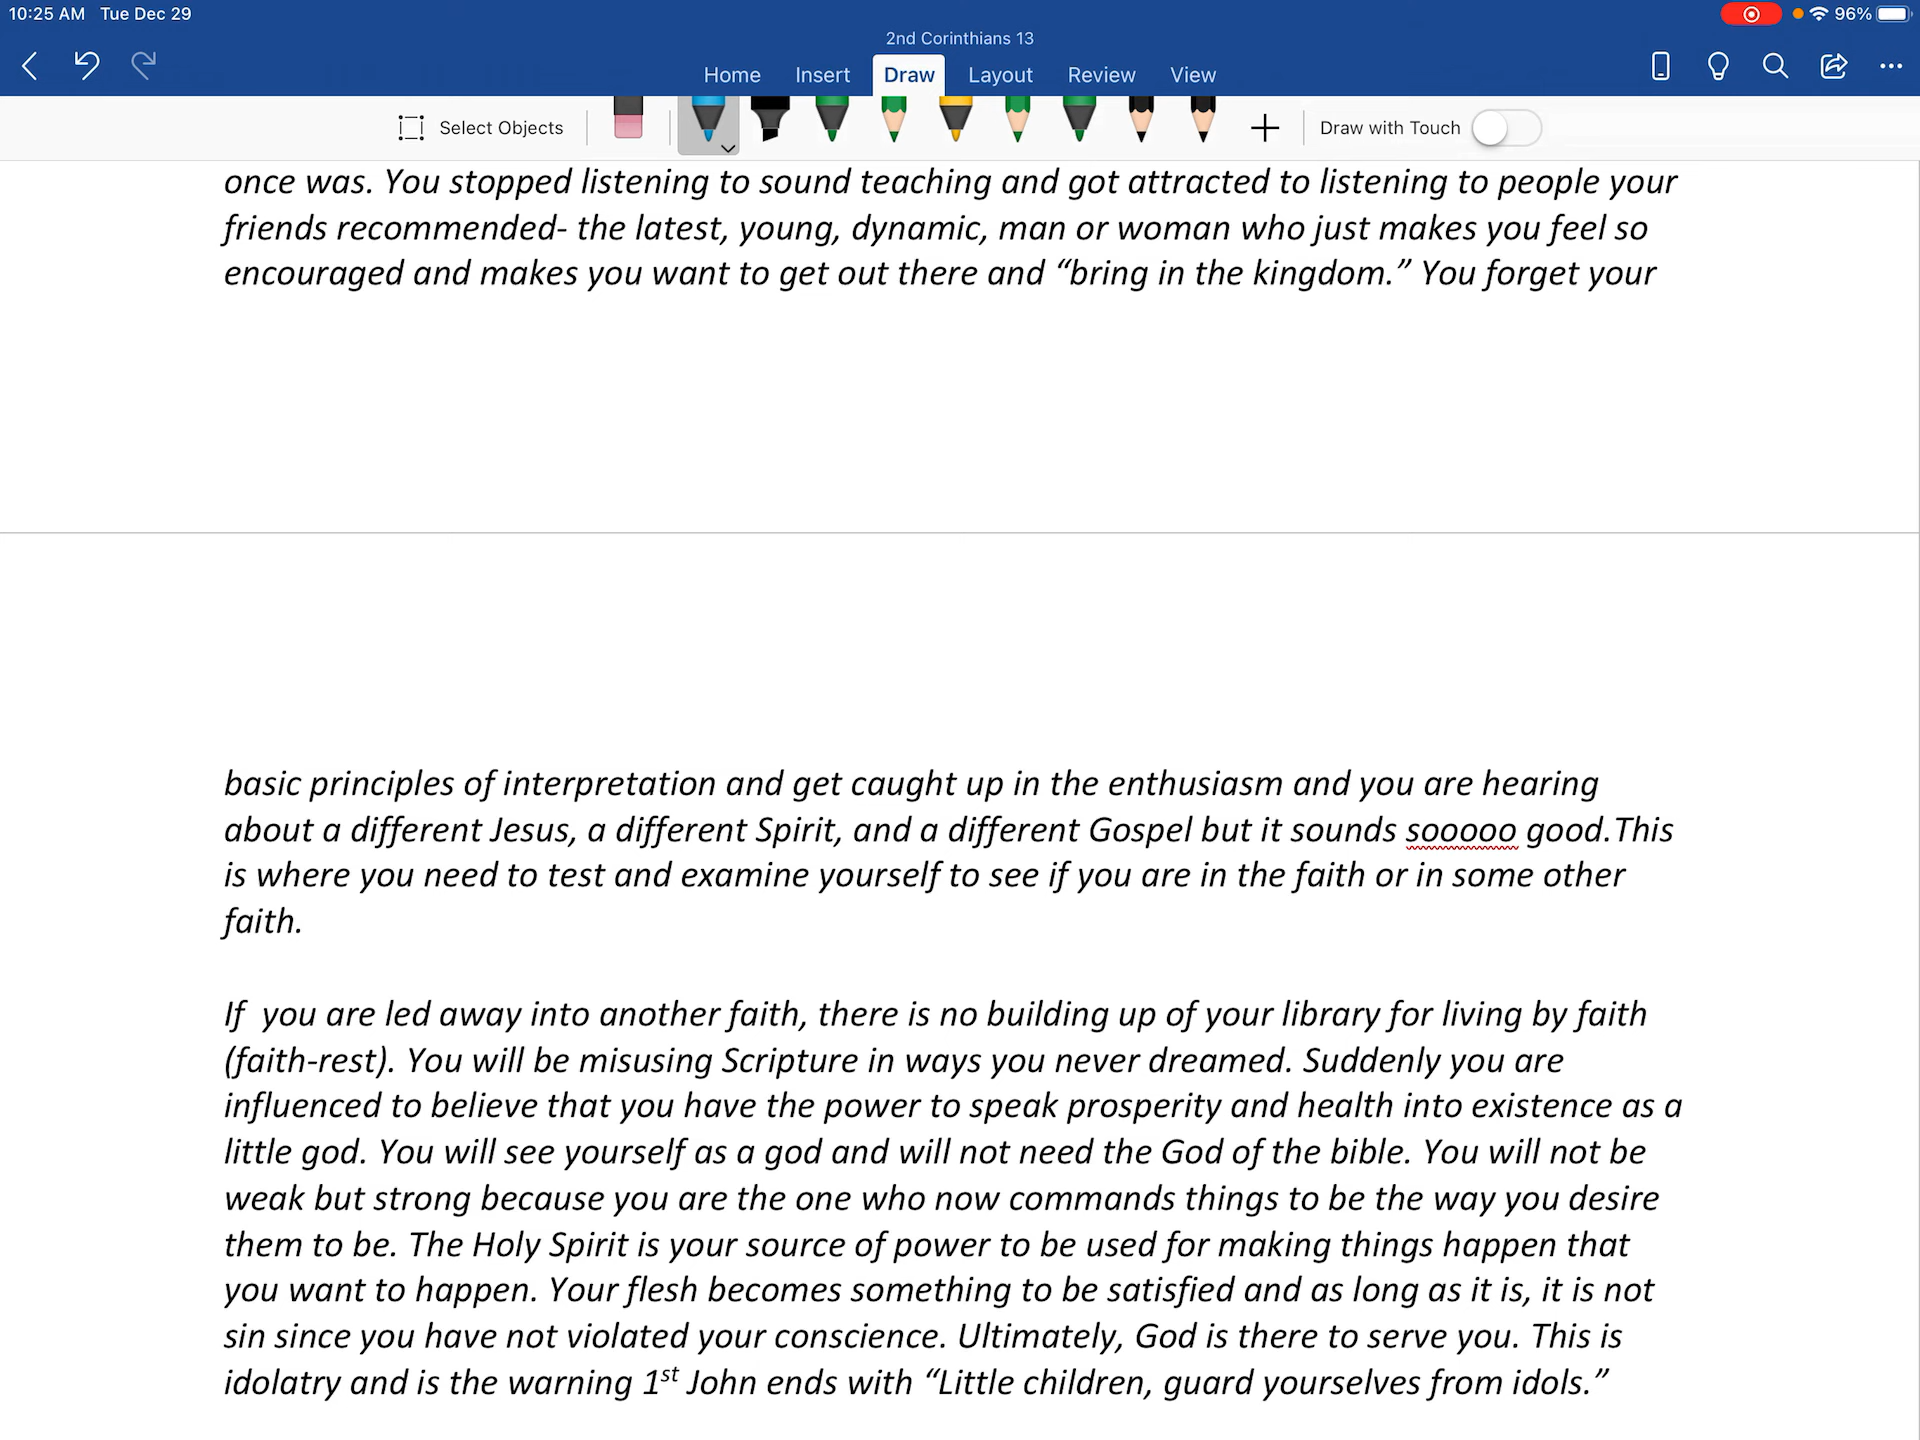 10:25 AM Tue Dec 29
96%
2nd Corinthians 13
Home Insert Draw Layout Review View
Select Objects
Draw with Touch
once was. You stopped listening to sound teaching and got attracted to listening to people your
friends recommended- the latest, young, dynamic, man or woman who just makes you feel so
encouraged and makes you want to get out there and “bring in the kingdom.” You forget your
basic principles of interpretation and get caught up in the enthusiasm and you are hearing
about a different Jesus, a different Spirit, and a different Gospel but it sounds sooooo good.This
is where you need to test and examine yourself to see if you are in the faith or in some other
faith.
If  you are led away into another faith, there is no building up of your library for living by faith
(faith-rest). You will be misusing Scripture in ways you never dreamed. Suddenly you are
influenced to believe that you have the power to speak prosperity and health into existence as a
little god. You will see yourself as a god and will not need the God of the bible. You will not be
weak but strong because you are the one who now commands things to be the way you desire
them to be. The Holy Spirit is your source of power to be used for making things happen that
you want to happen. Your flesh becomes something to be satisfied and as long as it is, it is not
sin since you have not violated your conscience. Ultimately, God is there to serve you. This is
idolatry and is the warning 1st John ends with “Little children, guard yourselves from idols.”